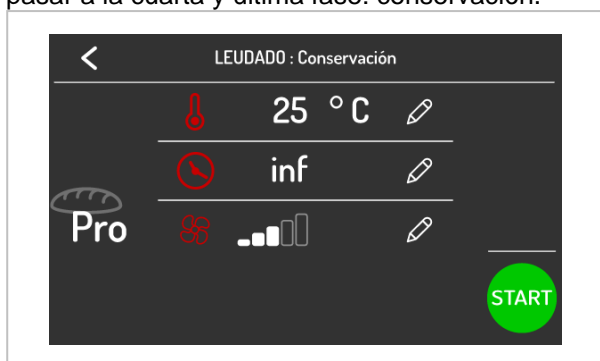 pasar a la cuarta y última fase: conservación.
LEUDADO : Conservación
25 °C
inf
Pro
START